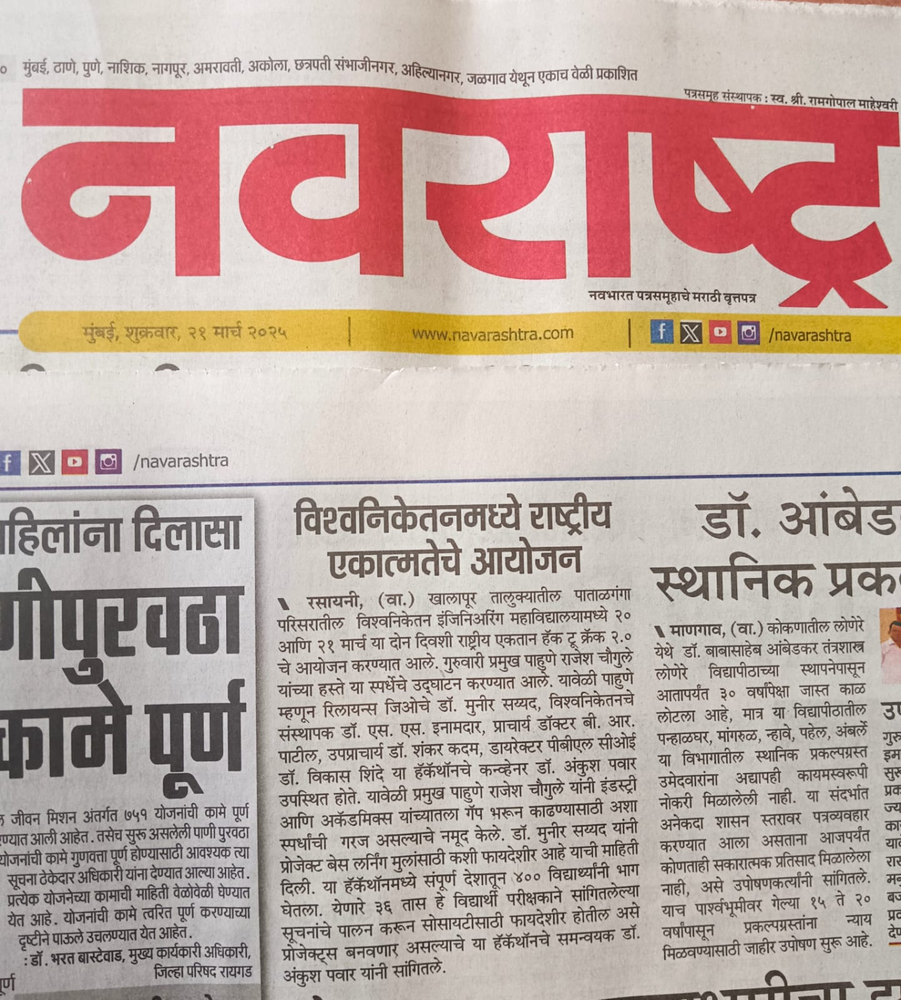 ० मुंबई, ठाणे, पुणे, नाशिक, नागपूर, अमरावती, अकोला, छत्रपती संभाजीनगर, अहिल्यानगर, जळगाव येथून एकाच वेळी प्रकाशित
पत्रसमूह संस्थापक : स्व. श्री. रामगोपाल माहेश्वरी
नवराष्ट्र
नवभारत पत्रसमूहाचे मराठी वृत्तपत्र
मुंबई, शुक्रवार, २१ मार्च २०२५
www.navarashtra.com
/navarashtra
/navarashtra
हिलांना दिलासा
णीपुरवठा
कामे पूर्ण
जीवन मिशन अंतर्गत ७५१ योजनांची कामे पूर्ण
ण्यात आली आहेत. तसेच सुरू असलेली पाणी पुरवठा
योजनांची कामे गुणवत्ता पूर्ण होण्यासाठी आवश्यक त्या
सूचना ठेकेदार अधिकारी यांना देण्यात आल्या आहेत.
प्रत्येक योजनेच्या कामाची माहिती वेळोवेळी घेण्यात
येत आहे. योजनांची कामे त्वरित पूर्ण करण्याच्या
दृष्टीने पाऊले उचलण्यात येत आहेत.
: डॉ. भरत बास्टेवाड, मुख्य कार्यकारी अधिकारी,
जिल्हा परिषद रायगड
विश्वनिकेतनमध्ये राष्ट्रीय
एकात्मतेचे आयोजन
रसायनी, (वा.) खालापूर तालुक्यातील पाताळगंगा
परिसरातील विश्वनिकेतन इंजिनिअरिंग महाविद्यालयामध्ये २०
आणि २१ मार्च या दोन दिवशी राष्ट्रीय एकतान हॅक टू क्रॅक २.०
चे आयोजन करण्यात आले. गुरुवारी प्रमुख पाहुणे राजेश चौगुले
यांच्या हस्ते या स्पर्धेचे उद्घाटन करण्यात आले. यावेळी पाहुणे
म्हणून रिलायन्स जिओचे डॉ. मुनीर सय्यद, विश्वनिकेतनचे
संस्थापक डॉ. एस. एस. इनामदार, प्राचार्य डॉक्टर बी. आर.
पाटील, उपप्राचार्य डॉ. शंकर कदम, डायरेक्टर पीबीएल सीओई
डॉ. विकास शिंदे या हॅकॅथॉनचे कन्व्हेनर डॉ. अंकुश पवार
उपस्थित होते. यावेळी प्रमुख पाहुणे राजेश चौगुले यांनी इंडस्ट्री
आणि अकॅडमिक्स यांच्यातला गॅप भरून काढण्यासाठी अशा
स्पर्धांची गरज असल्याचे नमूद केले. डॉ. मुनीर सय्यद यांनी
प्रोजेक्ट बेस लर्निंग मुलांसाठी कशी फायदेशीर आहे याची माहिती
दिली. या हॅकॅथॉनमध्ये संपूर्ण देशातून ४०० विद्यार्थ्यांनी भाग
घेतला. येणारे ३६ तास हे विद्यार्थी परीक्षकाने सांगितलेल्या
सूचनांचे पालन करून सोसायटीसाठी फायदेशीर होतील असे
प्रोजेक्ट्स बनवणार असल्याचे या हॅकॅथॉनचे समन्वयक डॉ.
अंकुश पवार यांनी सांगितले.
डॉ. आंबेड
स्थानिक प्रक
माणगाव, (वा.) कोकणातील लोणेरे
येथे डॉ. बाबासाहेब आंबेडकर तंत्रशास्त्र
लोणेरे विद्यापीठाच्या स्थापनेपासून
आतापर्यंत ३० वर्षांपेक्षा जास्त काळ
लोटला आहे, मात्र या विद्यापीठातील
पन्हाळघर, मांगरुळ, न्हावे, पहेल, अंबर्ले
या विभागातील स्थानिक प्रकल्पग्रस्त
उमेदवारांना अद्यापही कायमस्वरूपी
नोकरी मिळालेली नाही. या संदर्भात
अनेकदा शासन स्तरावर पत्रव्यवहार
करण्यात आला असताना आजपर्यंत
कोणताही सकारात्मक प्रतिसाद मिळालेला
नाही, असे उपोषणकर्त्यांनी सांगितले.
याच पार्श्वभूमीवर गेल्या १५ ते २०
वर्षांपासून प्रकल्पग्रस्तांना न्याय
मिळवण्यासाठी जाहीर उपोषण सुरू आहे.